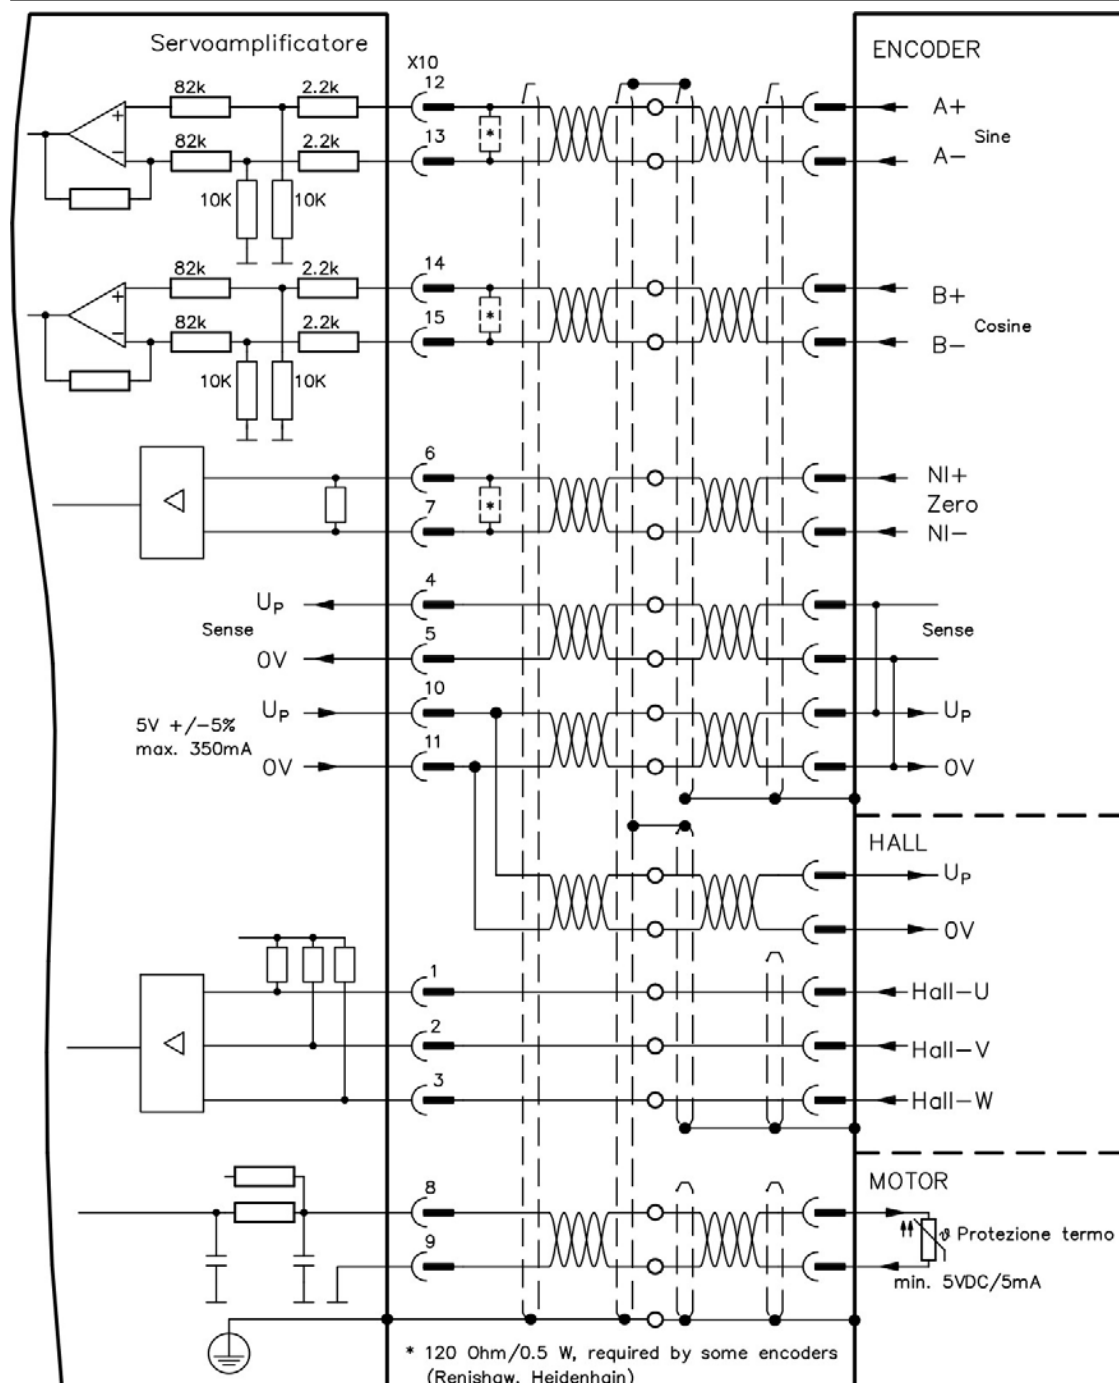 Servoamplificatore
X10
ENCODER
82k
2.2k
12
A+
Sine
82k
2.2k
13
A−
10K
10K
82k
2.2k
14
B+
Cosine
82k
2.2k
15
B−
10K
10K
6
NI+
Zero
7
NI−
UP
4
Sense
Sense
0V
5
UP
10
UP
5V +/−5%
max. 350mA
0V
11
0V
HALL
UP
0V
1
Hall−U
2
Hall−V
3
Hall−W
MOTOR
8
ϑ Protezione termo
9
min. 5VDC/5mA
* 120 Ohm/0.5 W, required by some encoders
(Renishaw, Heidenhain)
*
*
*